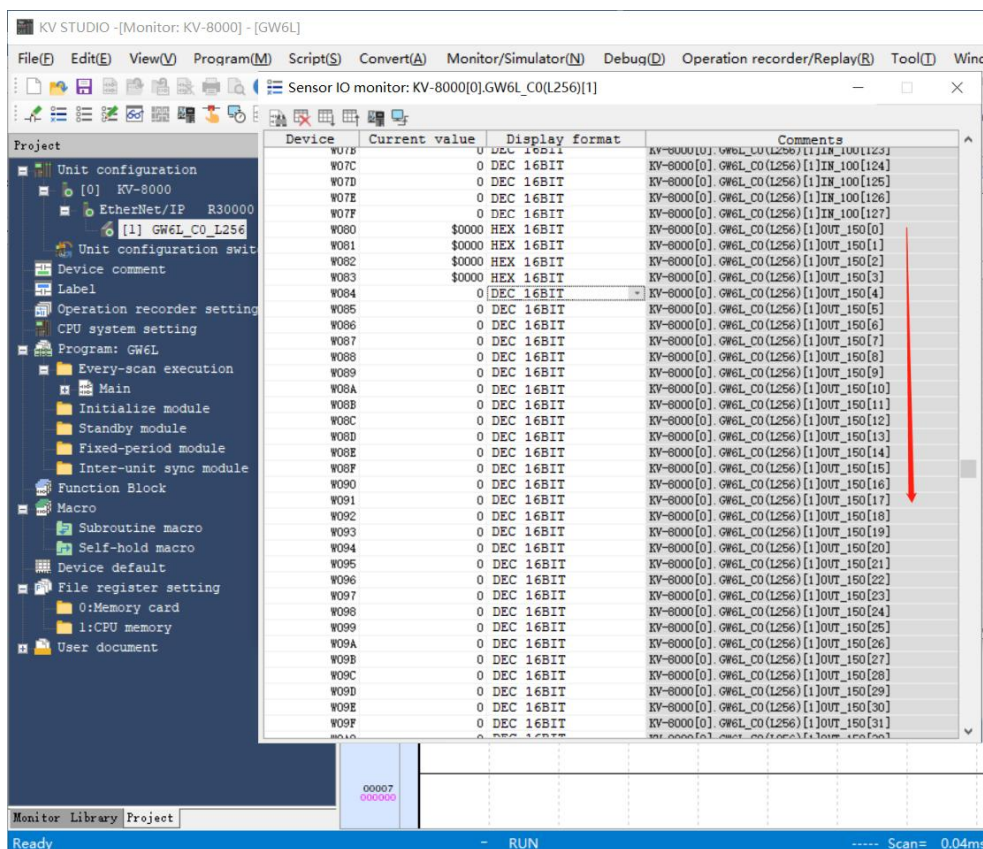 KV STUDIO -[Monitor: KV-8000] - [GW6L]
File(F) Edit(E) View(V) Program(M) Script(S) Convert(A) Monitor/Simulator(N) Debug(D) Operation recorder/Replay(R) Tool(T) Wind
Sensor IO monitor: KV-8000[0].GW6L_C0(L256)[1]
Project
Unit configuration
[0] KV-8000
EtherNet/IP R30000
[1] GW6L_C0_L256
Unit configuration swit
Device comment
Label
Operation recorder setting
CPU system setting
Program: GW6L
Every-scan execution
Main
Initialize module
Standby module
Fixed-period module
Inter-unit sync module
Function Block
Macro
Subroutine macro
Self-hold macro
Device default
File register setting
0:Memory card
1:CPU memory
User document
Monitor Library Project
Device Current value Display format Comments
W07B 0 DEC 16BIT KV-8000[0].GW6L_C0(L256)[1]IN_100[123]
W07C 0 DEC 16BIT KV-8000[0].GW6L_C0(L256)[1]IN_100[124]
W07D 0 DEC 16BIT KV-8000[0].GW6L_C0(L256)[1]IN_100[125]
W07E 0 DEC 16BIT KV-8000[0].GW6L_C0(L256)[1]IN_100[126]
W07F 0 DEC 16BIT KV-8000[0].GW6L_C0(L256)[1]IN_100[127]
W080 $0000 HEX 16BIT KV-8000[0].GW6L_C0(L256)[1]OUT_150[0]
W081 $0000 HEX 16BIT KV-8000[0].GW6L_C0(L256)[1]OUT_150[1]
W082 $0000 HEX 16BIT KV-8000[0].GW6L_C0(L256)[1]OUT_150[2]
W083 $0000 HEX 16BIT KV-8000[0].GW6L_C0(L256)[1]OUT_150[3]
W084 0 DEC 16BIT KV-8000[0].GW6L_C0(L256)[1]OUT_150[4]
W085 0 DEC 16BIT KV-8000[0].GW6L_C0(L256)[1]OUT_150[5]
W086 0 DEC 16BIT KV-8000[0].GW6L_C0(L256)[1]OUT_150[6]
W087 0 DEC 16BIT KV-8000[0].GW6L_C0(L256)[1]OUT_150[7]
W088 0 DEC 16BIT KV-8000[0].GW6L_C0(L256)[1]OUT_150[8]
W089 0 DEC 16BIT KV-8000[0].GW6L_C0(L256)[1]OUT_150[9]
W08A 0 DEC 16BIT KV-8000[0].GW6L_C0(L256)[1]OUT_150[10]
W08B 0 DEC 16BIT KV-8000[0].GW6L_C0(L256)[1]OUT_150[11]
W08C 0 DEC 16BIT KV-8000[0].GW6L_C0(L256)[1]OUT_150[12]
W08D 0 DEC 16BIT KV-8000[0].GW6L_C0(L256)[1]OUT_150[13]
W08E 0 DEC 16BIT KV-8000[0].GW6L_C0(L256)[1]OUT_150[14]
W08F 0 DEC 16BIT KV-8000[0].GW6L_C0(L256)[1]OUT_150[15]
W090 0 DEC 16BIT KV-8000[0].GW6L_C0(L256)[1]OUT_150[16]
W091 0 DEC 16BIT KV-8000[0].GW6L_C0(L256)[1]OUT_150[17]
W092 0 DEC 16BIT KV-8000[0].GW6L_C0(L256)[1]OUT_150[18]
W093 0 DEC 16BIT KV-8000[0].GW6L_C0(L256)[1]OUT_150[19]
W094 0 DEC 16BIT KV-8000[0].GW6L_C0(L256)[1]OUT_150[20]
W095 0 DEC 16BIT KV-8000[0].GW6L_C0(L256)[1]OUT_150[21]
W096 0 DEC 16BIT KV-8000[0].GW6L_C0(L256)[1]OUT_150[22]
W097 0 DEC 16BIT KV-8000[0].GW6L_C0(L256)[1]OUT_150[23]
W098 0 DEC 16BIT KV-8000[0].GW6L_C0(L256)[1]OUT_150[24]
W099 0 DEC 16BIT KV-8000[0].GW6L_C0(L256)[1]OUT_150[25]
W09A 0 DEC 16BIT KV-8000[0].GW6L_C0(L256)[1]OUT_150[26]
W09B 0 DEC 16BIT KV-8000[0].GW6L_C0(L256)[1]OUT_150[27]
W09C 0 DEC 16BIT KV-8000[0].GW6L_C0(L256)[1]OUT_150[28]
W09D 0 DEC 16BIT KV-8000[0].GW6L_C0(L256)[1]OUT_150[29]
W09E 0 DEC 16BIT KV-8000[0].GW6L_C0(L256)[1]OUT_150[30]
W09F 0 DEC 16BIT KV-8000[0].GW6L_C0(L256)[1]OUT_150[31]
00007
000000
Ready - RUN ----- Scan= 0.04ms